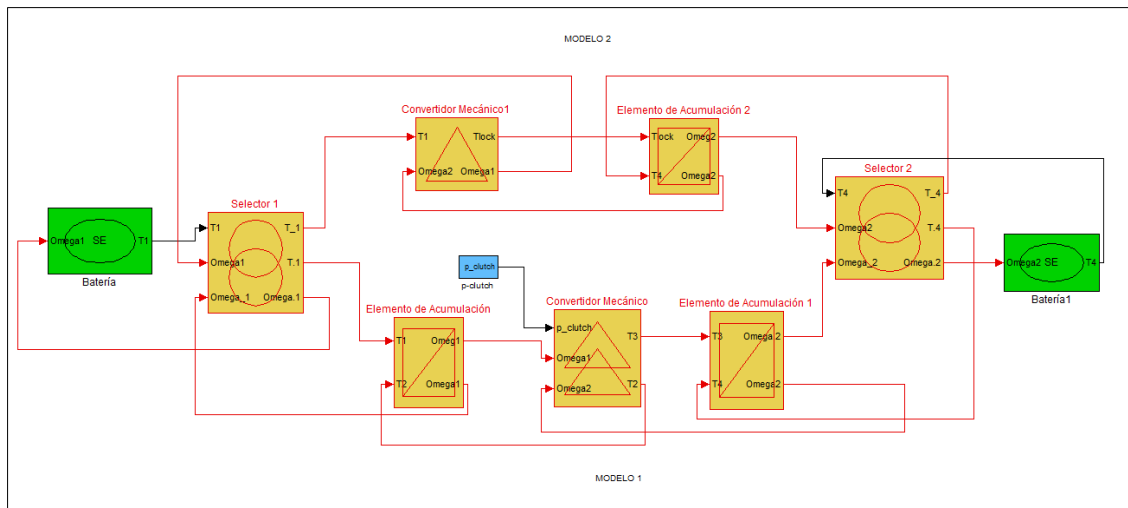 MODELO 2
Convertidor Mecánico1
T1
Tlock
Omega2
Omega1
Elemento de Acumulación 2
Tlock
Omeg2
T4
Omega2
Selector 2
T4
T_4
Omega2
T.4
Omega_2
Omega.2
Omega1
SE
T1
Batería
Selector 1
T1
T_1
Omega1
T.1
Omega_1
Omega.1
p_clutch
p-clutch
Omega2
SE
T4
Batería1
Elemento de Acumulación
T1
Omeg1
T2
Omega1
Convertidor Mecánico
p_clutch
Omega1
T3
Omega2
T2
Elemento de Acumulación 1
T3
Omega 2
T4
Omega2
MODELO 1